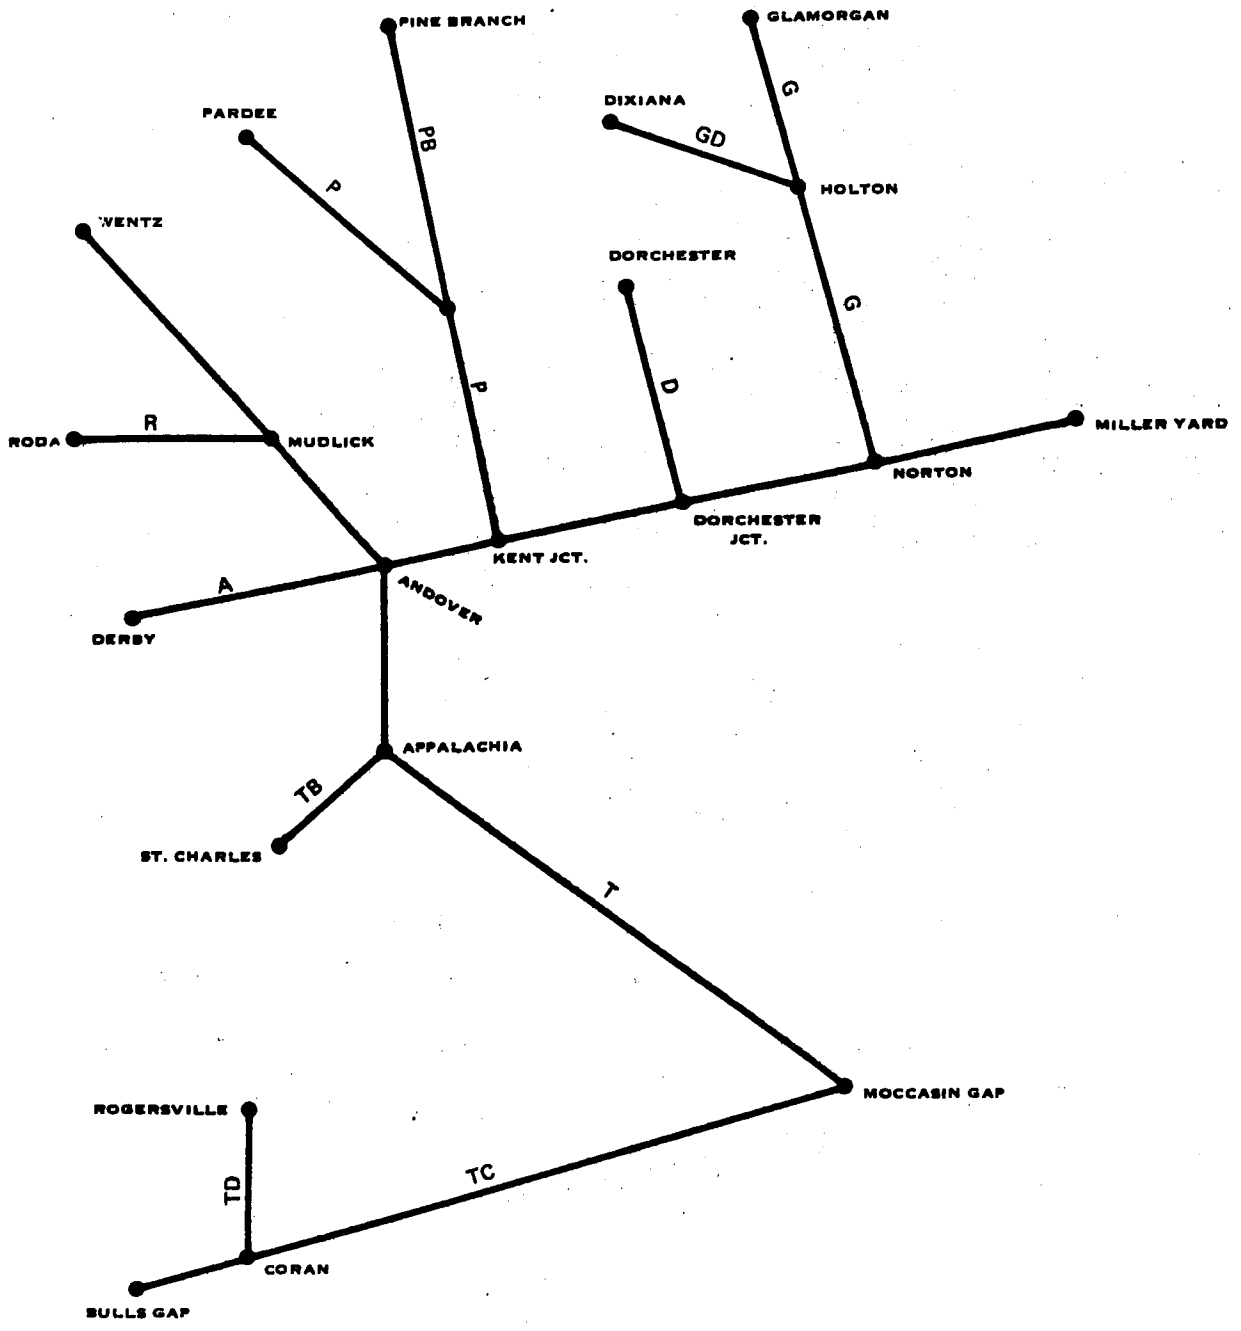 PINE BRANCH
GLAMORGAN
G
DIXIANA
PARDEE
GD
PB
P
HOLTON
WENTZ
DORCHESTER
G
P
D
RODA
R
MUDLICK
MILLER YARD
NORTON
DORCHESTER
JCT.
KENT JCT.
A
ANDOVER
DERBY
APPALACHIA
TB
ST. CHARLES
T
MOCCASIN GAP
ROGERSVILLE
TD
TC
CORAN
BULLS GAP